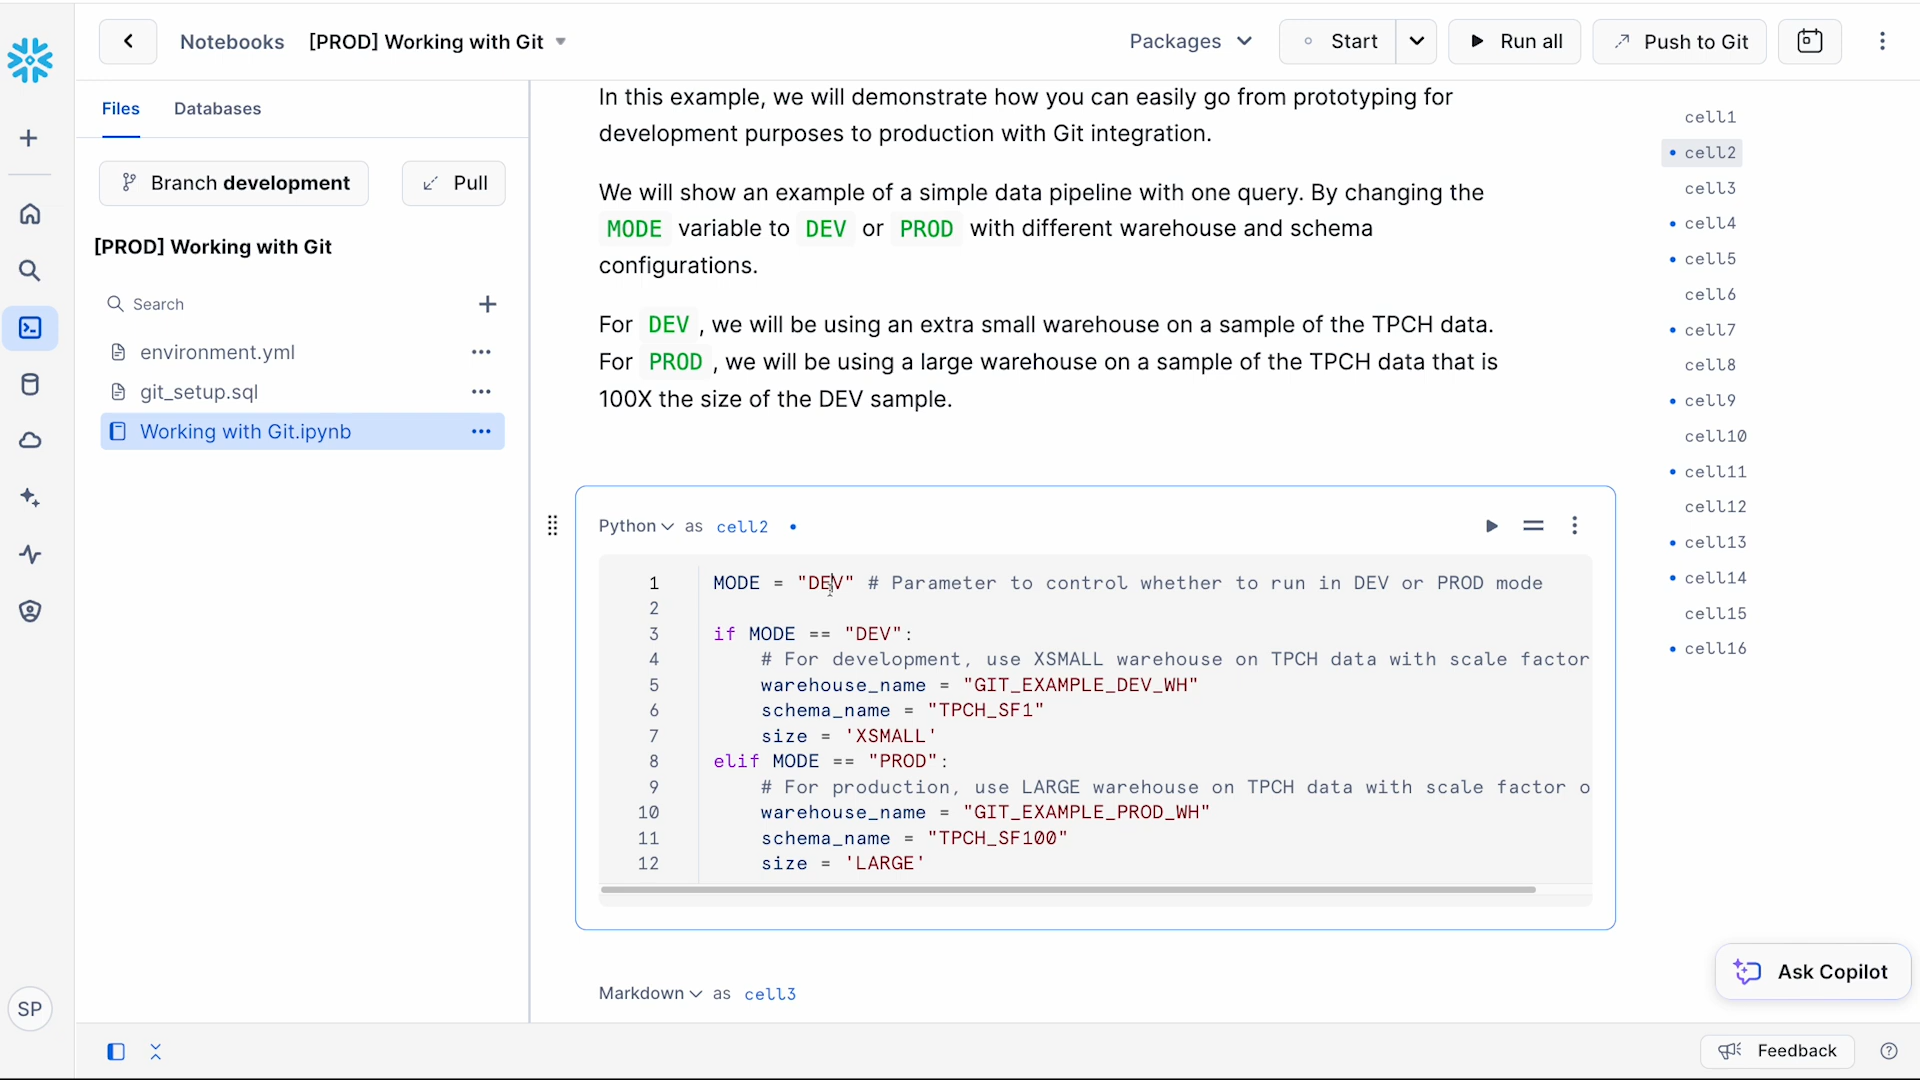 Notebooks
[PROD] Working with Git
Packages
Start
Run all
Push to Git
Files
Databases
Branch development
Pull
[PROD] Working with Git
Search
environment.yml
git_setup.sql
Working with Git.ipynb
SP
In this example, we will demonstrate how you can easily go from prototyping for
development purposes to production with Git integration.
We will show an example of a simple data pipeline with one query. By changing the
MODE variable to DEV or PROD with different warehouse and schema
configurations.
For DEV , we will be using an extra small warehouse on a sample of the TPCH data.
For PROD , we will be using a large warehouse on a sample of the TPCH data that is
100X the size of the DEV sample.
Python as cell2
1 MODE = "DEV" # Parameter to control whether to run in DEV or PROD mode
2
3 if MODE == "DEV":
4 # For development, use XSMALL warehouse on TPCH data with scale factor
5 warehouse_name = "GIT_EXAMPLE_DEV_WH"
6 schema_name = "TPCH_SF1"
7 size = 'XSMALL'
8 elif MODE == "PROD":
9 # For production, use LARGE warehouse on TPCH data with scale factor o
10 warehouse_name = "GIT_EXAMPLE_PROD_WH"
11 schema_name = "TPCH_SF100"
12 size = 'LARGE'
Markdown as cell3
cell1
cell2
cell3
cell4
cell5
cell6
cell7
cell8
cell9
cell10
cell11
cell12
cell13
cell14
cell15
cell16
Ask Copilot
Feedback